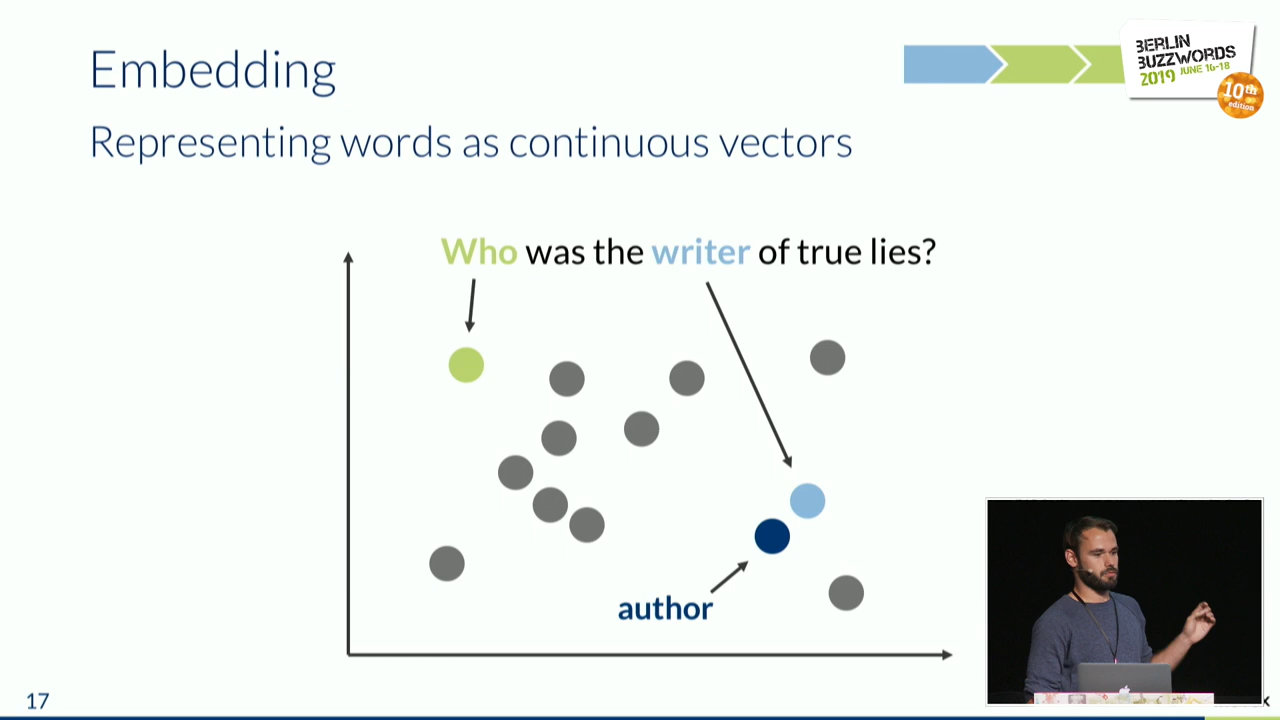 Embedding
Representing words as continuous vectors
BERLIN
BUZZWORDS
2019 JUNE 16-18
10th
edition
Who was the writer of true lies?
author
17